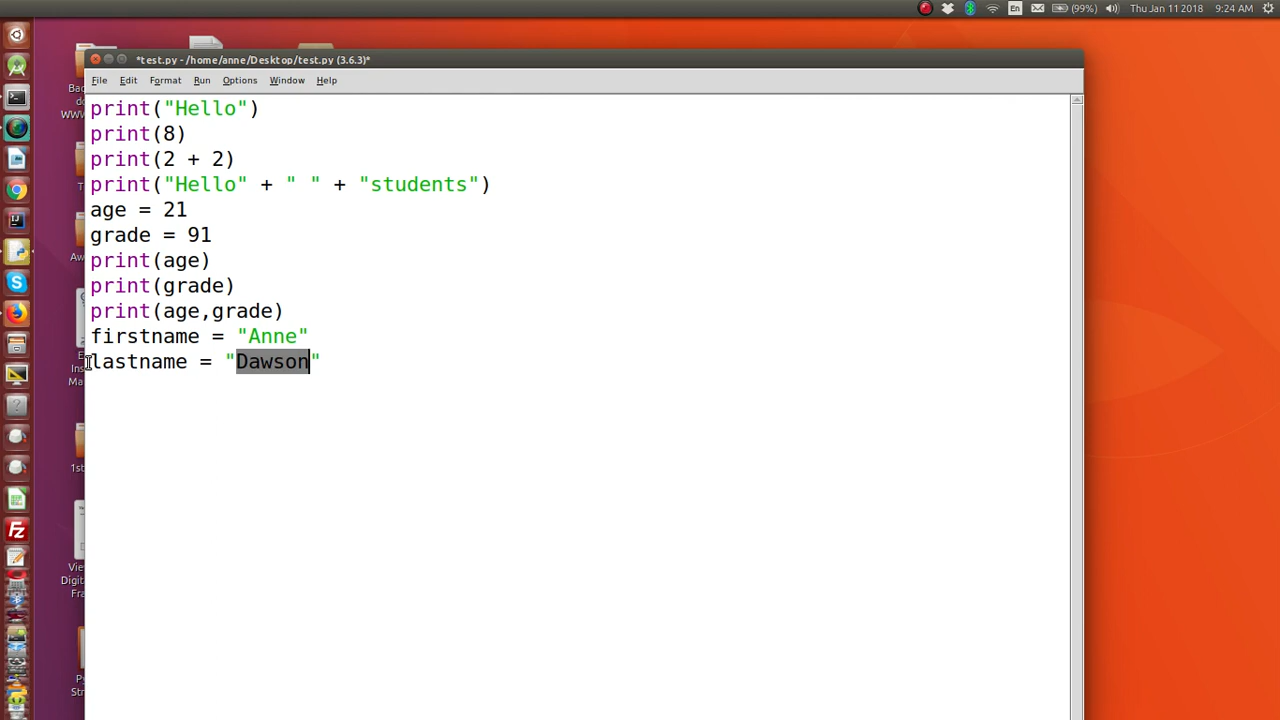 En (99%) Thu Jan 11 2018 9:24 AM
*test.py - /home/anne/Desktop/test.py (3.6.3)*
File Edit Format Run Options Window Help
print("Hello")
print(8)
print(2 + 2)
print("Hello" + " " + "students")
age = 21
grade = 91
print(age)
print(grade)
print(age,grade)
firstname = "Anne"
lastname = "Dawson"